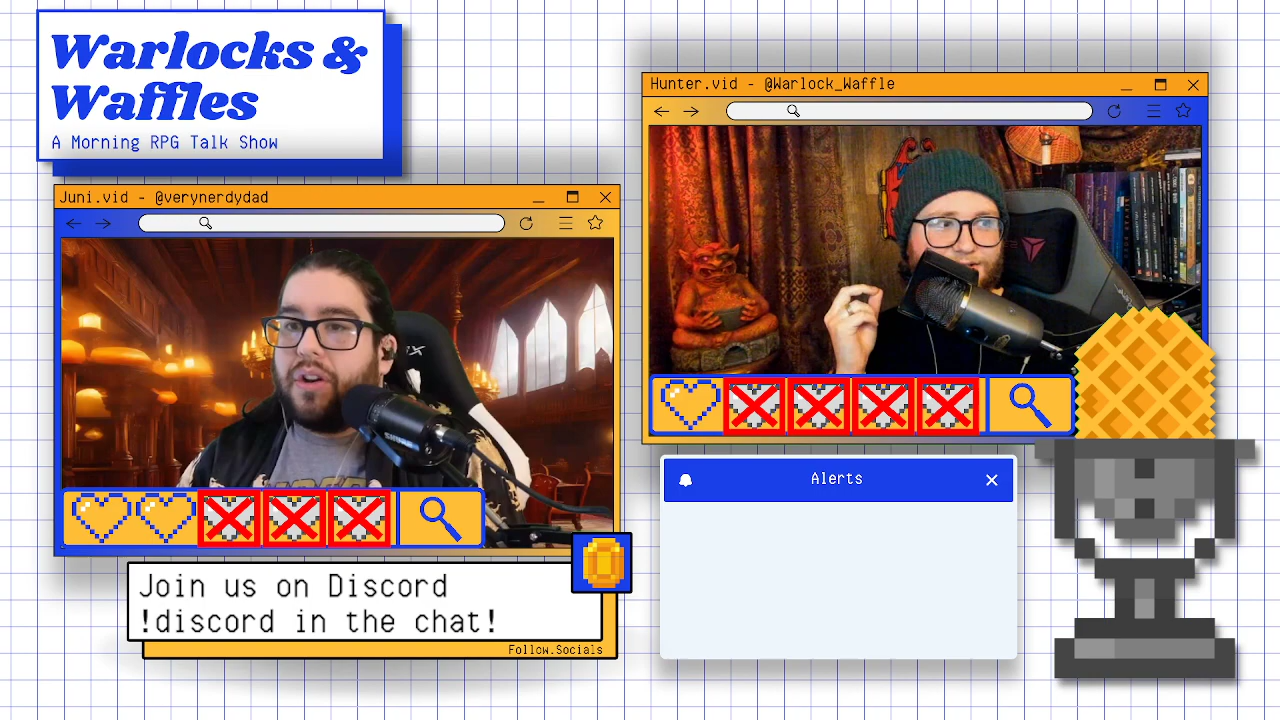 Warlocks &
Waffles
A Morning RPG Talk Show
Juni.vid - @verynerdydad
Hunter.vid - @Warlock_Waffle
Alerts
Join us on Discord
!discord in the chat!
Follow.Socials
SHURE